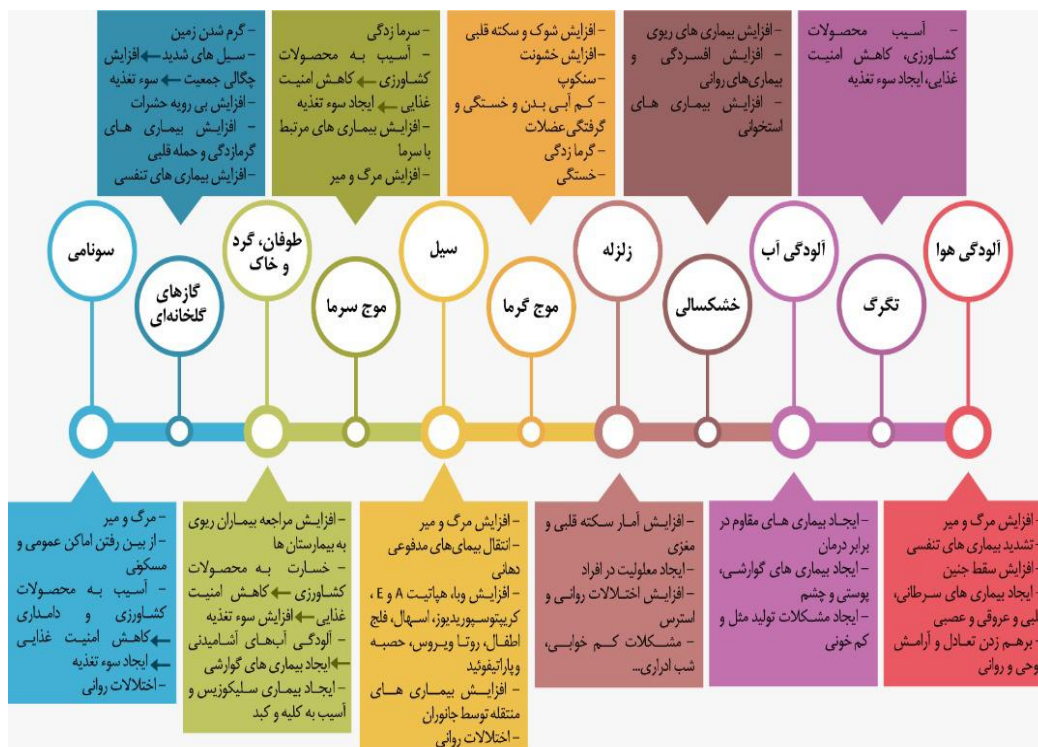 - آسیب محصولات
کشاورزی، کاهش امنیت
غذایی، ایجاد سوء تغذیه
- افزایش بیماری های ریوی
- افزایش افسردگی و
بیماری‌های روانی
- افزایش بیماری های
استخوانی
- افزایش شوک و سکته قلبی
- افزایش خشونت
- سنکوپ
- کم آبی بدن و خستگی و
گرفتگی عضلات
- گرما زدگی
- خستگی
- سرما زدگی
- آسیب به محصولات
کشاورزی ← کاهش امنیت
غذایی ← ایجاد سوء تغذیه
- افزایش بیماری های مرتبط
با سرما
- افزایش مرگ و میر
- گرم شدن زمین
- سیل های شدید ← افزایش
چگالی جمعیت ← سوء تغذیه
- افزایش بی رویه حشرات
- افزایش بیماری های
گرمازدگی و حمله قلبی
- افزایش بیماری های تنفسی
آلودگی هوا
تگرگ
آلودگی آب
خشکسالی
زلزله
موج گرما
سیل
موج سرما
طوفان، گرد
و خاک
گازهای
گلخانه‌ای
سونامی
- افزایش مرگ و میر
- تشدید بیماری های تنفسی
- افزایش سقط جنین
- ایجاد بیماری های سرطانی،
قلبی و عروقی و عصبی
- برهم زدن تعادل و آرامش
روحی و روانی
- ایجاد بیماری های مقاوم در
برابر درمان
- ایجاد بیماری های گوارشی،
پوستی و چشم
- ایجاد مشکلات تولید مثل و
کم خونی
- افزایش آمار سکته قلبی و
مغزی
- ایجاد معلولیت در افراد
- افزایش اختلالات روانی و
استرس
- مشکلات کم خوابی،
شب ادراری...
- افزایش مرگ و میر
- انتقال بیمای‌های مدفوعی
دهانی
- افزایش وبا، هپاتیت A و E ،
کریپتوسپوریدیوز، اسهال، فلج
اطفال، روتا ویروس، حصبه
و پاراتیفوئید
- افزایش بیماری های
منتقله توسط جانوران
- اختلالات روانی
- افزایش مراجعه بیماران ریوی
به بیمارستان ها
- خسارت به محصولات
کشاورزی ← کاهش امنیت
غذایی ← افزایش سوء تغذیه
- آلودگی آب‌های آشامیدنی
← ایجاد بیماری های گوارشی
- ایجاد بیماری سلیکوزیس و
آسیب به کلیه و کبد
- مرگ و میر
- از بین رفتن اماکن عمومی و
مسکونی
- آسیب به محصولات
کشاورزی و دامداری
← کاهش امنیت غذایی
← ایجاد سوء تغذیه
- اختلالات روانی